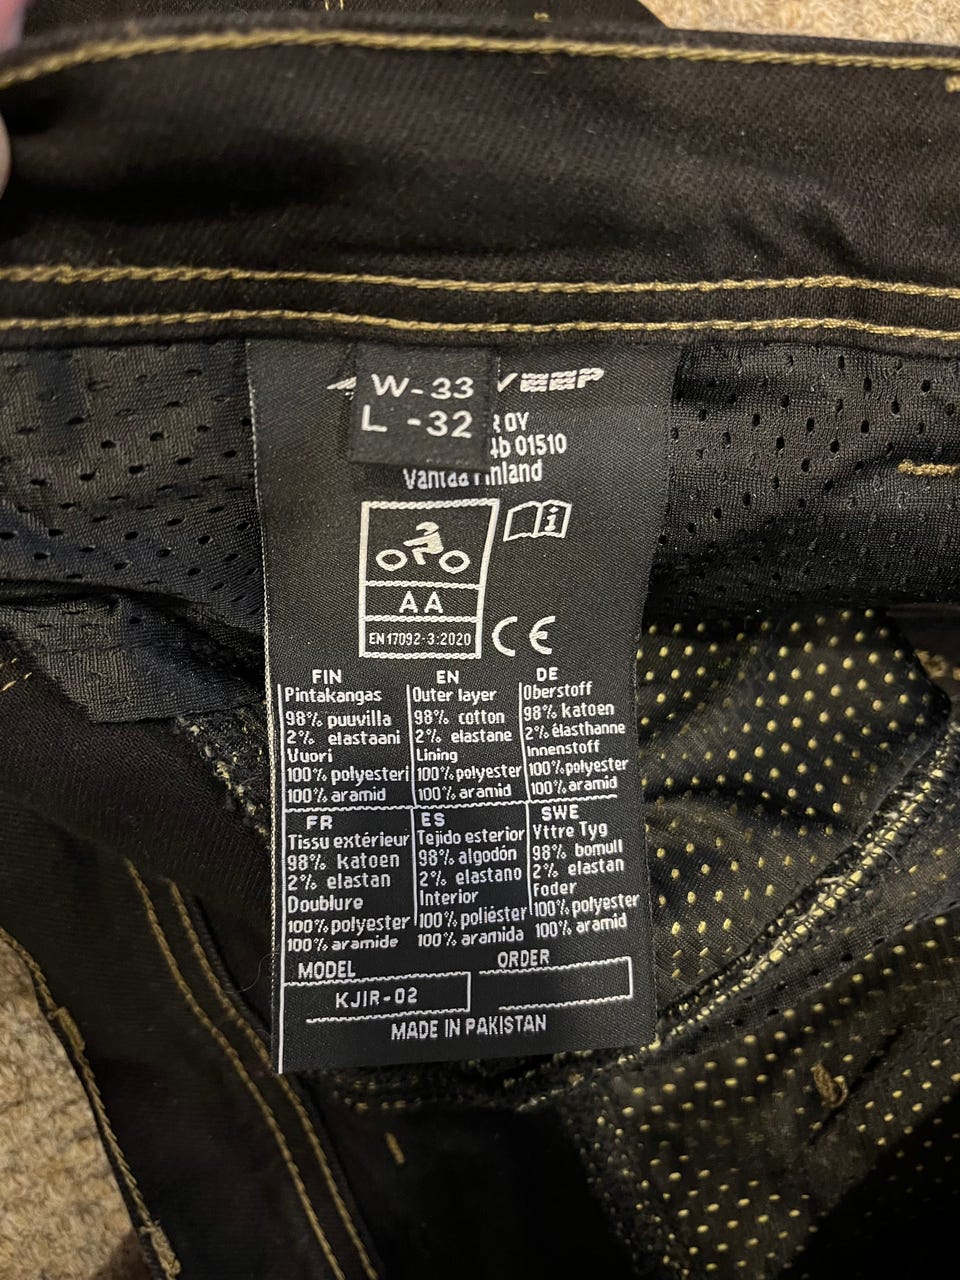 W-33
L -32
OY
01510
Vantaa Finland
AA
EN 17092-3:2020
CE
FIN
Pintakangas
98% puuvilla
2% elastaani
Vuori
100% polyesteri
100% aramid
EN
Outer layer
98% cotton
2% elastane
Lining
100% polyester
100% aramid
DE
Oberstoff
98% katoen
2% élasthanne
Innenstoff
100% polyester
100% aramid
FR
Tissu extérieur
98% katoen
2% elastan
Doublure
100% polyester
100% aramide
ES
Tejido esterior
98% algodón
2% elastano
Interior
100% poliéster
100% aramida
SWE
Yttre Tyg
98% bomull
2% elastan
Foder
100% polyester
100% aramid
MODEL
KJIR-02
ORDER
MADE IN PAKISTAN